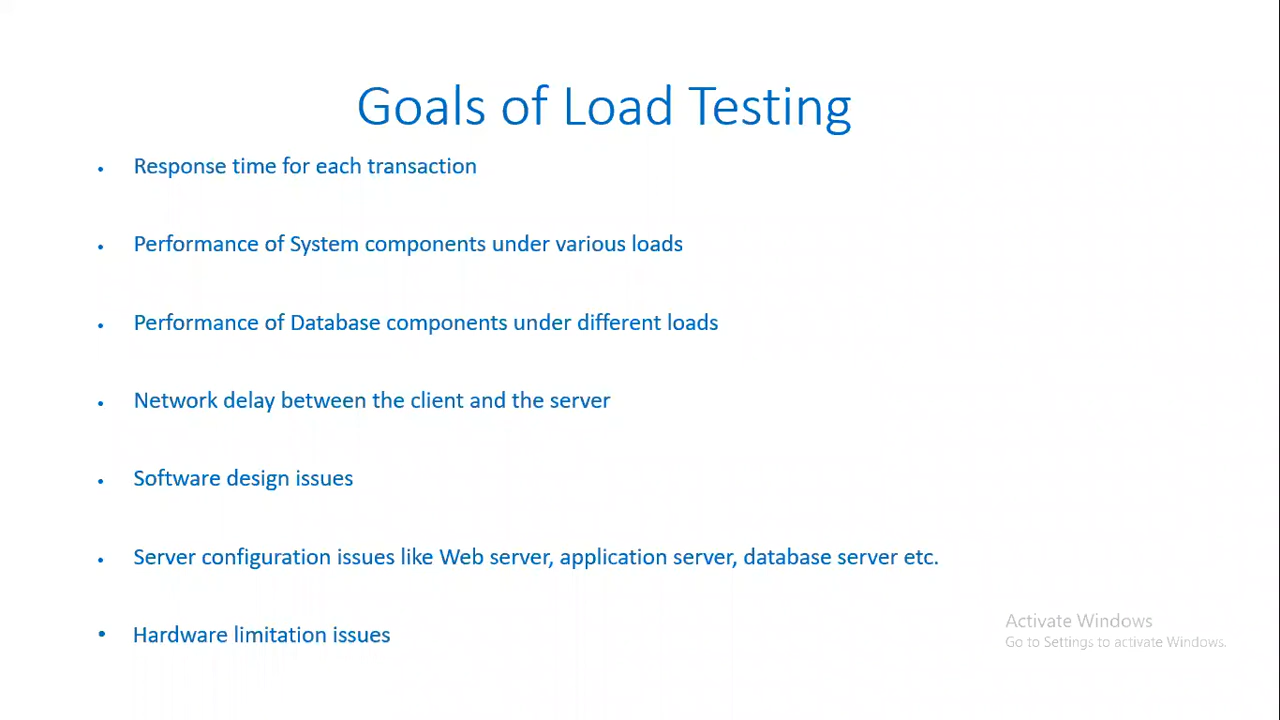 Goals of Load Testing
• Response time for each transaction
• Performance of System components under various loads
• Performance of Database components under different loads
• Network delay between the client and the server
• Software design issues
• Server configuration issues like Web server, application server, database server etc.
• Hardware limitation issues
Activate Windows
Go to Settings to activate Windows.